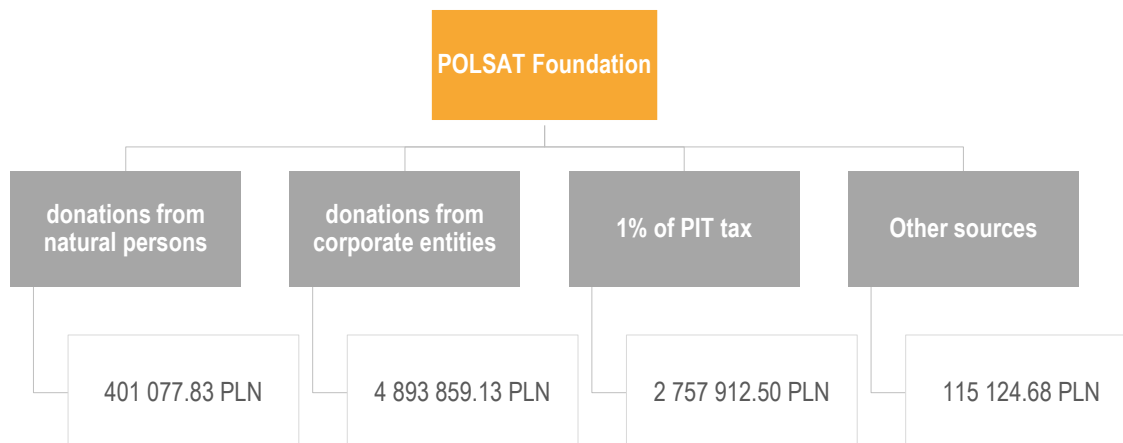 POLSAT Foundation
donations from
natural persons
donations from
corporate entities
1% of PIT tax
Other sources
401 077.83 PLN
4 893 859.13 PLN
2 757 912.50 PLN
115 124.68 PLN